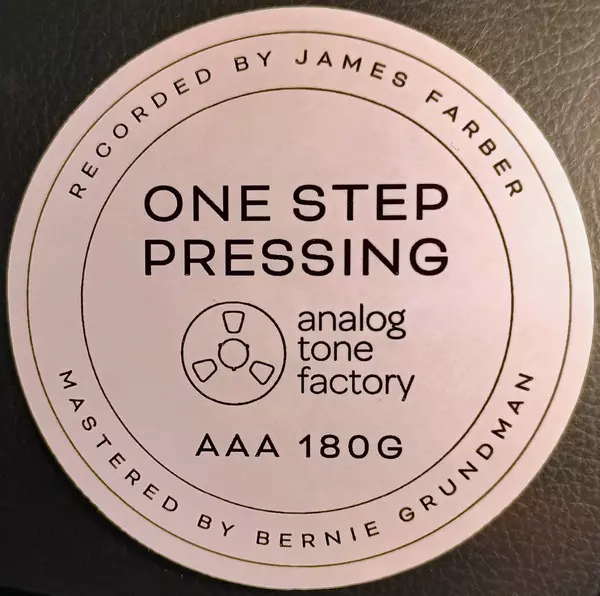 RECORDED BY JAMES FARBER
ONE STEP
PRESSING
analog
tone
factory
AAA 180G
MASTERED BY BERNIE GRUNDMAN